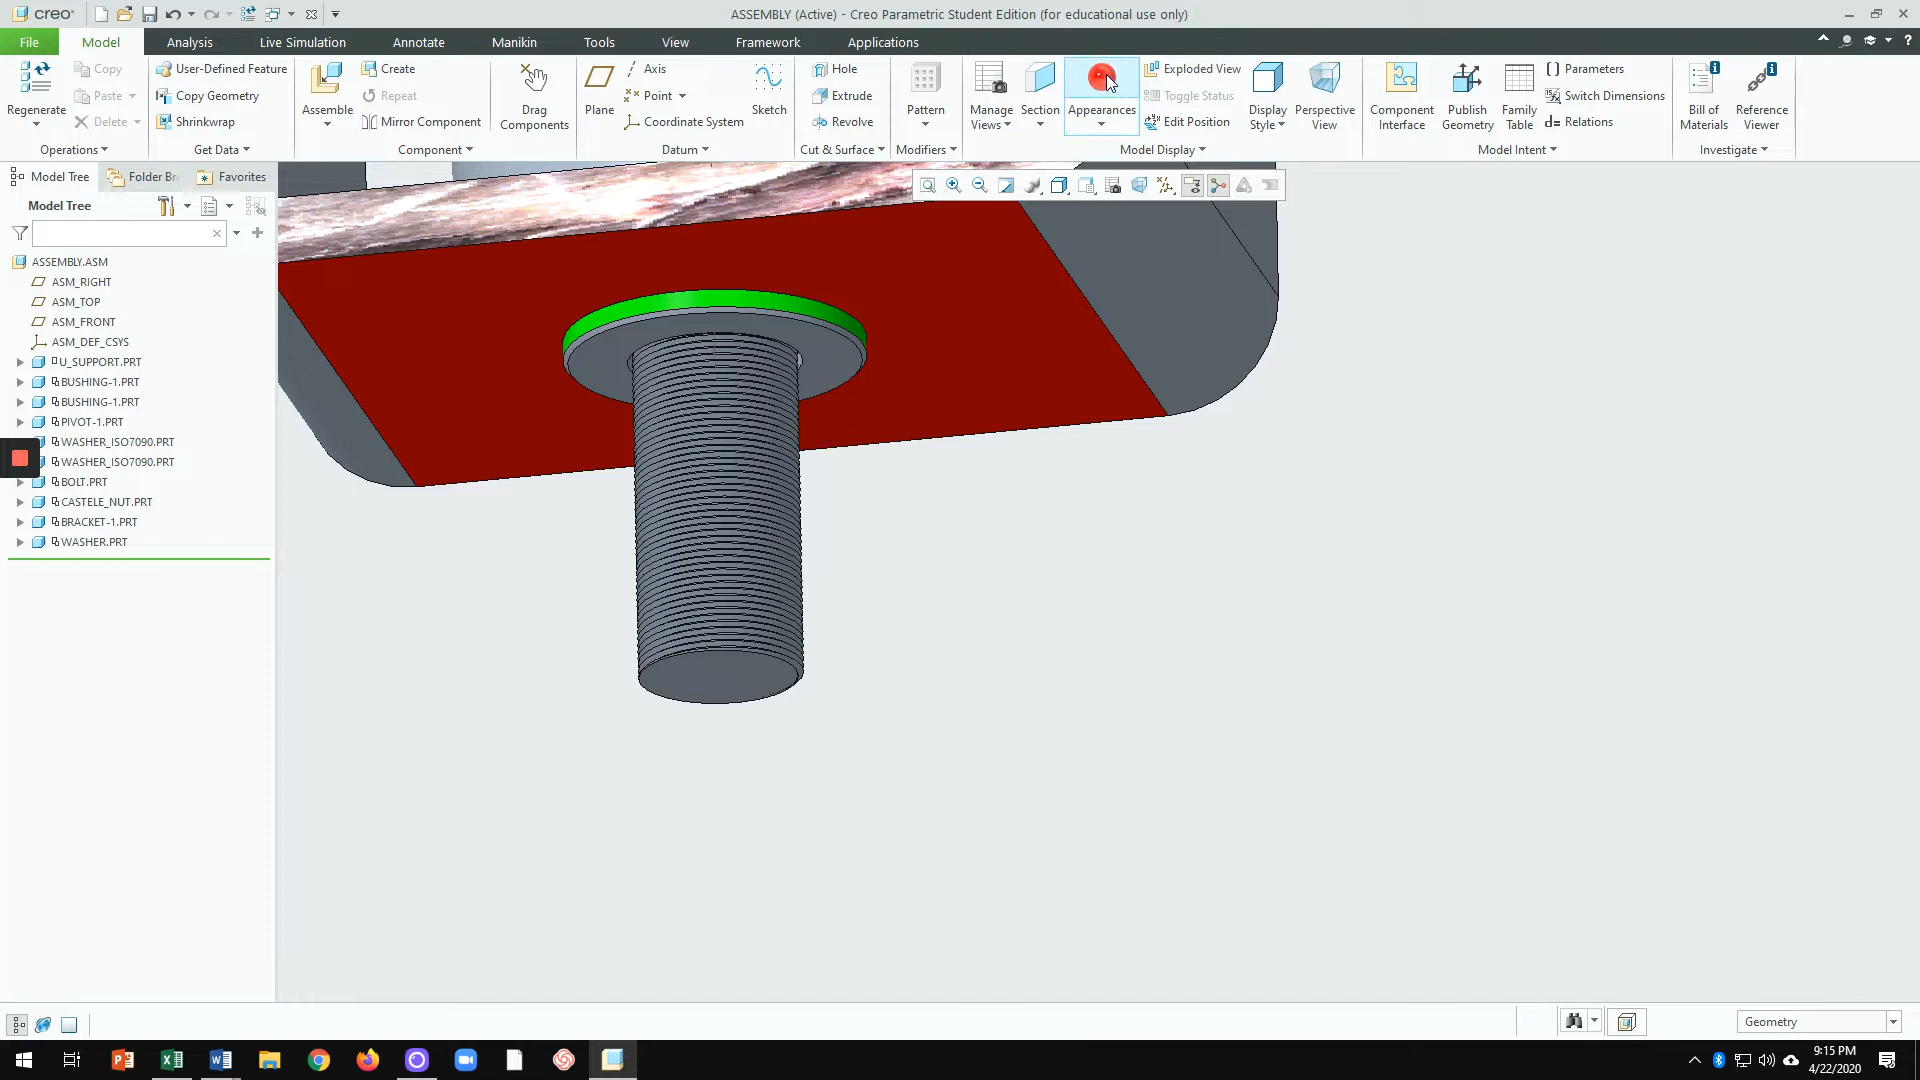 creo®
ASSEMBLY (Active) - Creo Parametric Student Edition (for educational use only)
File Model Analysis Live Simulation Annotate Manikin Tools View Framework Applications
Regenerate
Copy
Paste
Delete
Operations
User-Defined Feature
Copy Geometry
Shrinkwrap
Get Data
Assemble
Create
Repeat
Mirror Component
Drag Components
Component
Plane
Axis
Point
Coordinate System
Sketch
Datum
Hole
Extrude
Revolve
Cut & Surface
Pattern
Modifiers
Manage Views
Section
Appearances
Exploded View
Toggle Status
Edit Position
Display Style
Perspective View
Model Display
Component Interface
Publish Geometry
Family Table
Parameters
Switch Dimensions
Relations
Model Intent
Bill of Materials
Reference Viewer
Investigate
Model Tree Folder Br Favorites
Model Tree
ASSEMBLY.ASM
ASM_RIGHT
ASM_TOP
ASM_FRONT
ASM_DEF_CSYS
U_SUPPORT.PRT
BUSHING-1.PRT
BUSHING-1.PRT
PIVOT-1.PRT
WASHER_ISO7090.PRT
WASHER_ISO7090.PRT
BOLT.PRT
CASTELE_NUT.PRT
BRACKET-1.PRT
WASHER.PRT
Geometry
9:15 PM
4/22/2020